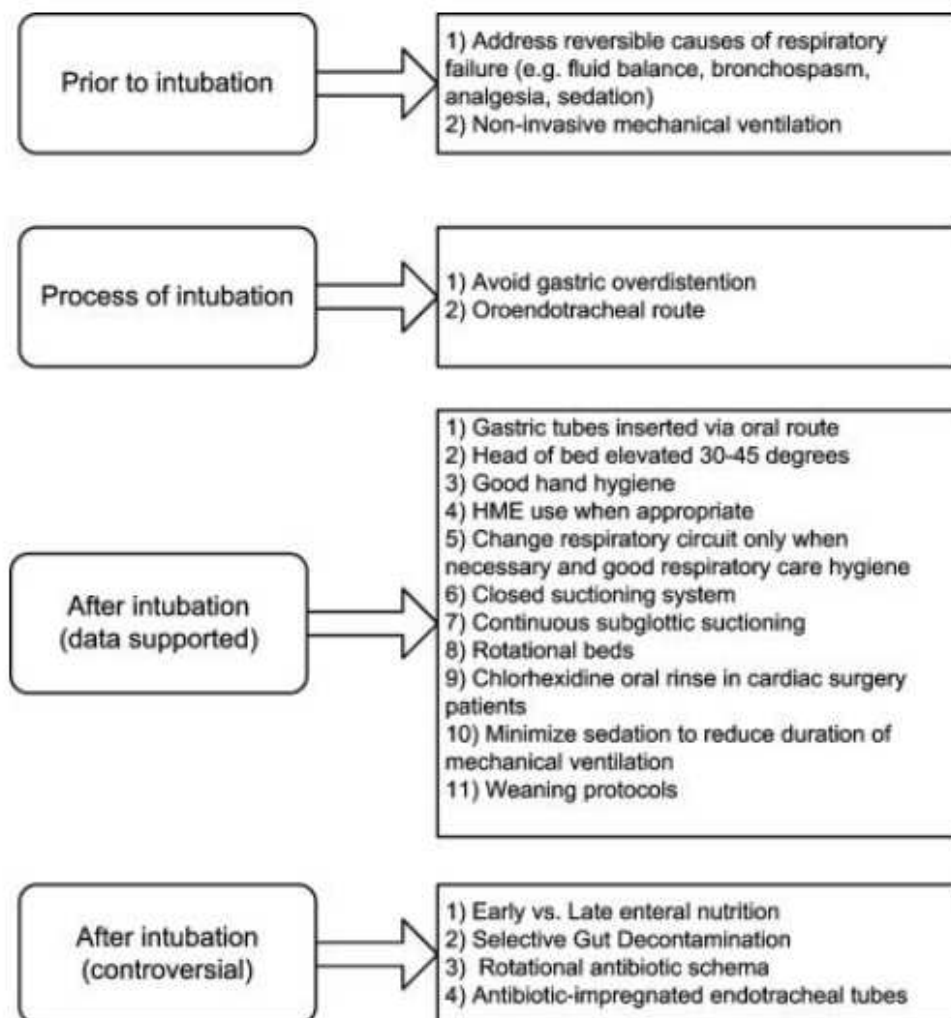 Prior to intubation
1) Address reversible causes of respiratory
failure (e.g. fluid balance, bronchospasm,
analgesia, sedation)
2) Non-invasive mechanical ventilation
Process of intubation
1) Avoid gastric overdistention
2) Oroendotracheal route
After intubation
(data supported)
1) Gastric tubes inserted via oral route
2) Head of bed elevated 30-45 degrees
3) Good hand hygiene
4) HME use when appropriate
5) Change respiratory circuit only when
necessary and good respiratory care hygiene
6) Closed suctioning system
7) Continuous subglottic suctioning
8) Rotational beds
9) Chlorhexidine oral rinse in cardiac surgery
patients
10) Minimize sedation to reduce duration of
mechanical ventilation
11) Weaning protocols
After intubation
(controversial)
1) Early vs. Late enteral nutrition
2) Selective Gut Decontamination
3) Rotational antibiotic schema
4) Antibiotic-impregnated endotracheal tubes